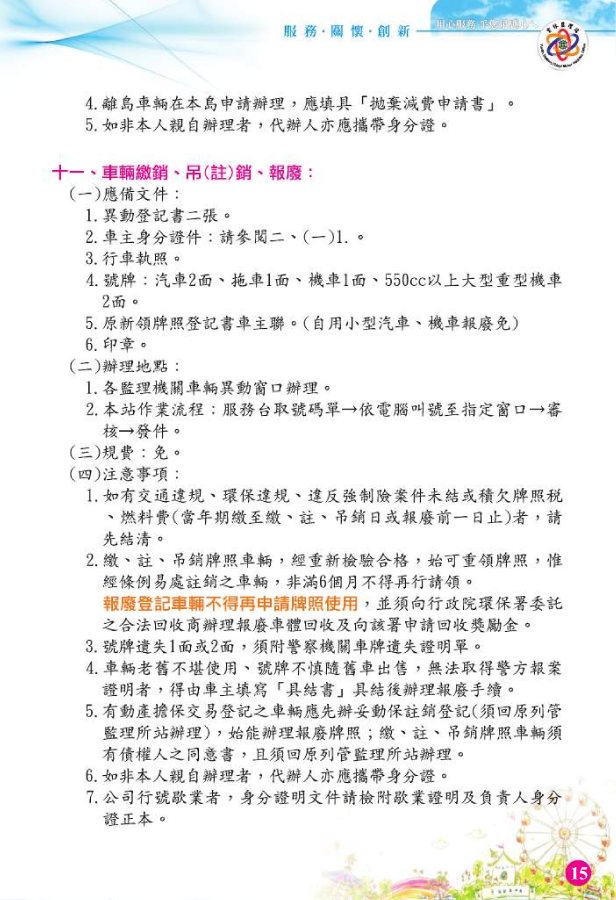 服務·關懷·創新
4.離島車輛在本島申請辦理，應填具「拋棄減費申請書」。
5.如非本人親自辦理者，代辦人亦應攜帶身分證。
十一、車輛繳銷、吊(註)銷、報廢：
(一)應備文件：
1.異動登記書二張。
2.車主身分證件：請參閱二、(一)1.。
3.行車執照。
4.號牌：汽車2面、拖車1面、機車1面、550cc以上大型重型機車
2面。
5.原新領牌照登記書車主聯。(自用小型汽車、機車報廢免)
6.印章。
(二)辦理地點：
1.各監理機關車輛異動窗口辦理。
2.本站作業流程：服務台取號碼單→依電腦叫號至指定窗口→審
核→發件。
(三)規費：免。
(四)注意事項：
1.如有交通違規、環保違規、違反強制險案件未結或積欠牌照稅
、燃料費(當年期繳至繳、註、吊銷日或報廢前一日止)者，請
先結清。
2.繳、註、吊銷牌照車輛，經重新檢驗合格，始可重領牌照，惟
經條例易處註銷之車輛，非滿6個月不得再行請領。
報廢登記車輛不得再申請牌照使用，並須向行政院環保署委託
之合法回收商辦理報廢車體回收及向該署申請回收獎勵金。
3.號牌遺失1面或2面，須附警察機關車牌遺失證明單。
4.車輛老舊不堪使用、號牌不慎隨舊車出售，無法取得警方報案
證明者，得由車主填寫「具結書」具結後辦理報廢手續。
5.有動產擔保交易登記之車輛應先辦妥動保註銷登記(須回原列管
監理所站辦理)，始能辦理報廢牌照；繳、註、吊銷牌照車輛須
有債權人之同意書，且須回原列管監理所站辦理。
6.如非本人親自辦理者，代辦人亦應攜帶身分證。
7.公司行號歇業者，身分證明文件請檢附歇業證明及負責人身分
證正本。
15